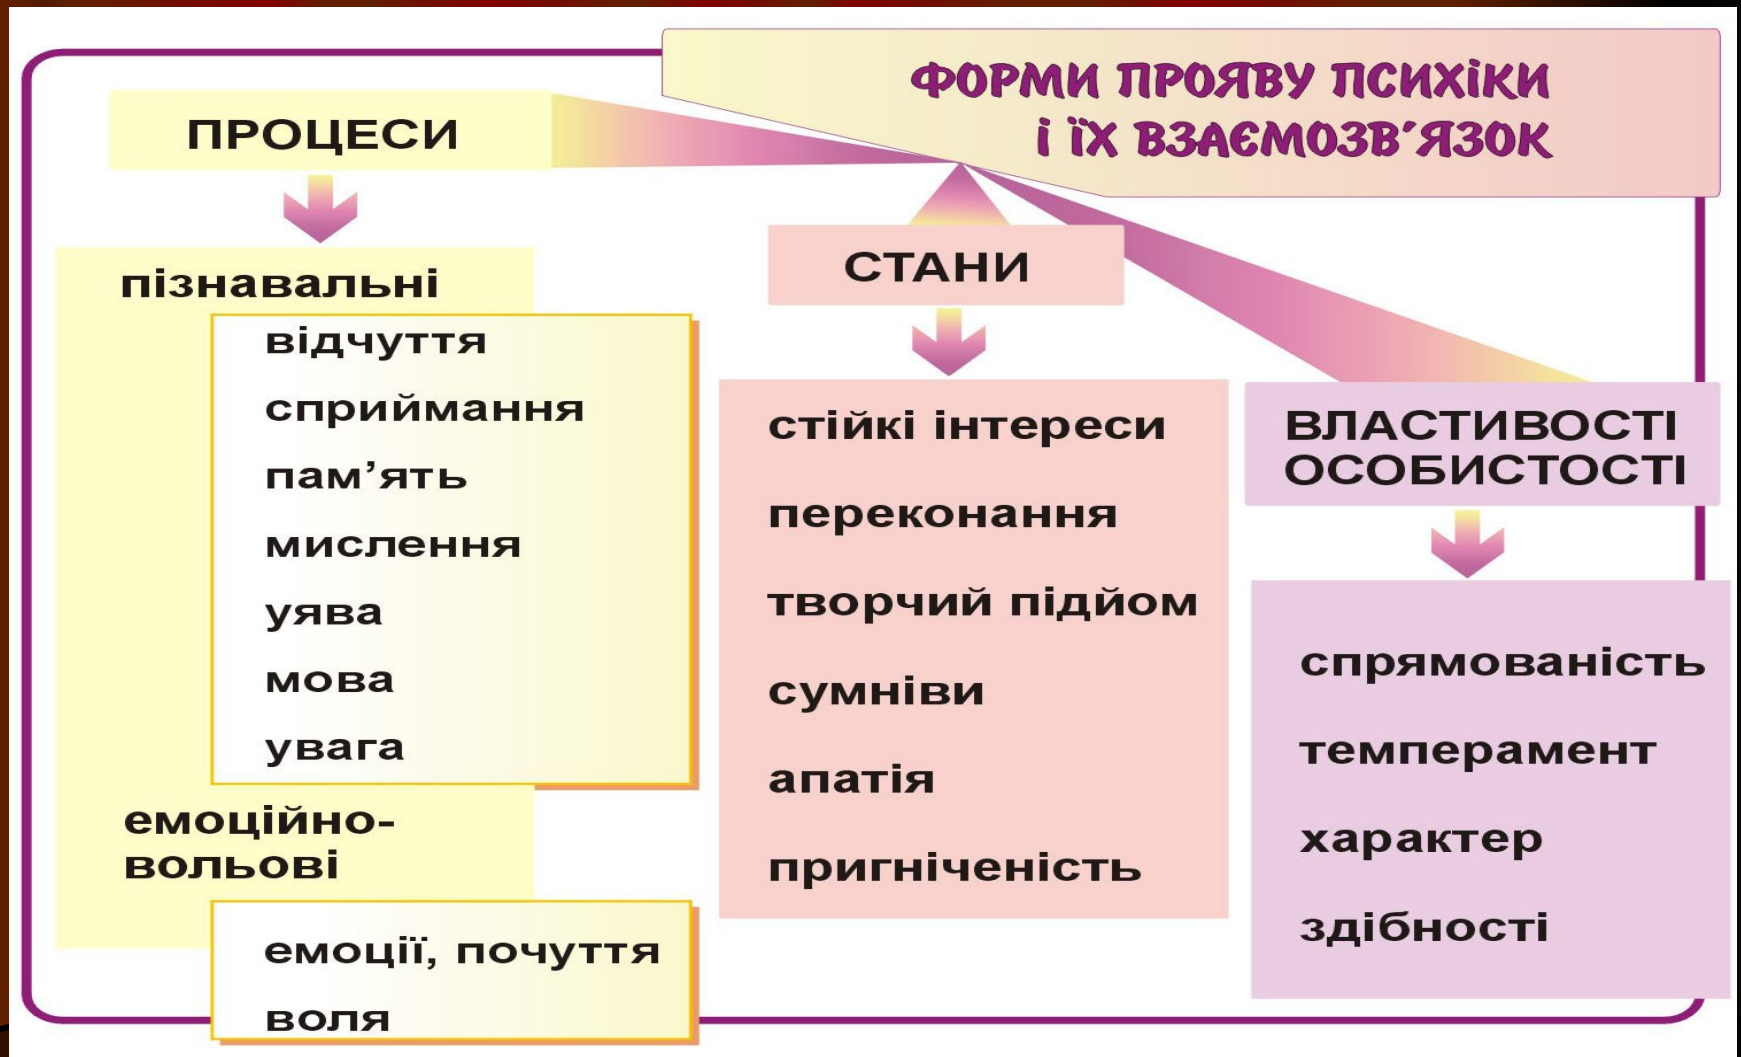 ФОРМИ ПРОЯВУ ПСИХіКИ
і ЇХ ВЗАЄМОЗВ’ЯЗОК
ПРОЦЕСИ
пізнавальні
відчуття
сприймання
пам’ять
мислення
уява
мова
увага
емоційно-
вольові
емоції, почуття
воля
СТАНИ
стійкі інтереси
переконання
творчий підйом
сумніви
апатія
пригніченість
ВЛАСТИВОСТІ
ОСОБИСТОСТІ
спрямованість
темперамент
характер
здібності